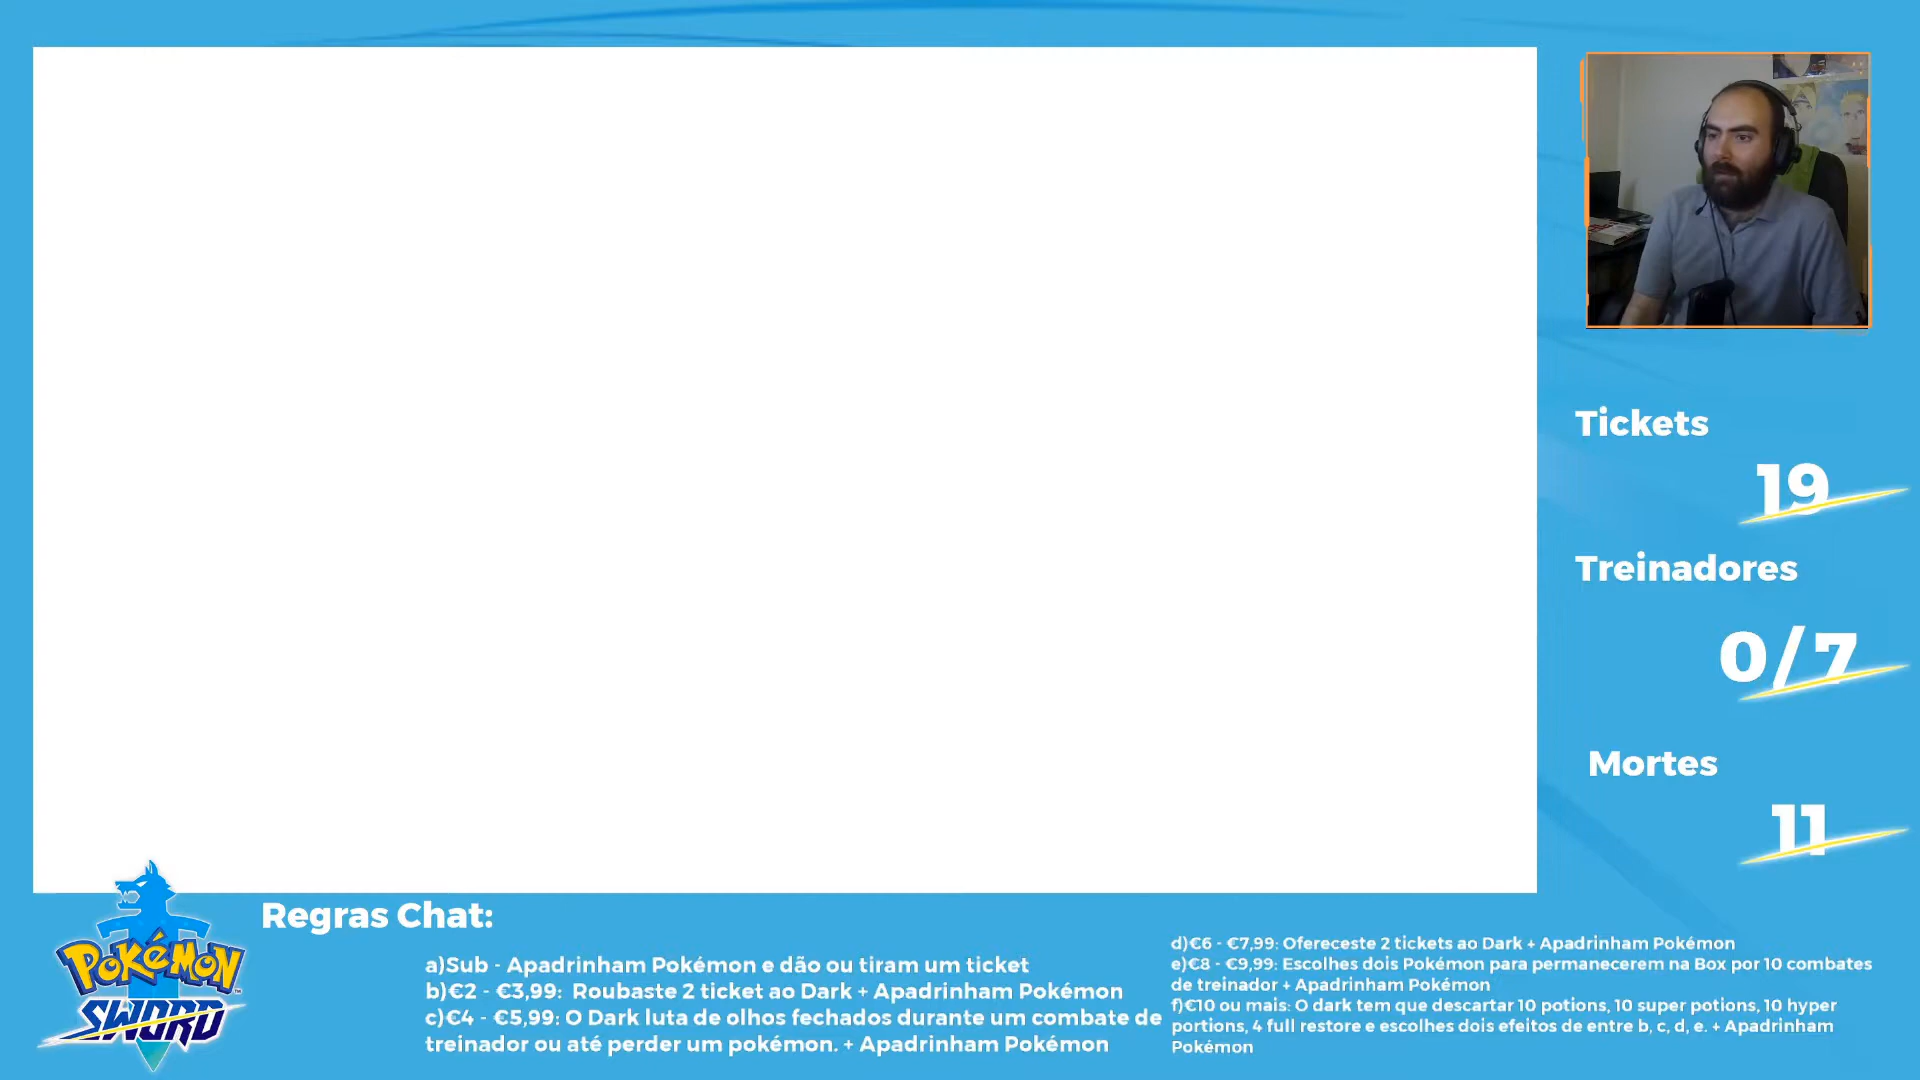 Tickets
19
Treinadores
0/7
Mortes
11
POKéMON
SWORD
Regras Chat:
a)Sub - Apadrinham Pokémon e dão ou tiram um ticket
b)€2 - €3,99: Roubaste 2 ticket ao Dark + Apadrinham Pokémon
c)€4 - €5,99: O Dark luta de olhos fechados durante um combate de
treinador ou até perder um pokémon. + Apadrinham Pokémon
d)€6 - €7,99: Ofereceste 2 tickets ao Dark + Apadrinham Pokémon
e)€8 - €9,99: Escolhes dois Pokémon para permanecerem na Box por 10 combates
de treinador + Apadrinham Pokémon
f)€10 ou mais: O dark tem que descartar 10 potions, 10 super potions, 10 hyper
portions, 4 full restore e escolhes dois efeitos de entre b, c, d, e. + Apadrinham
Pokémon